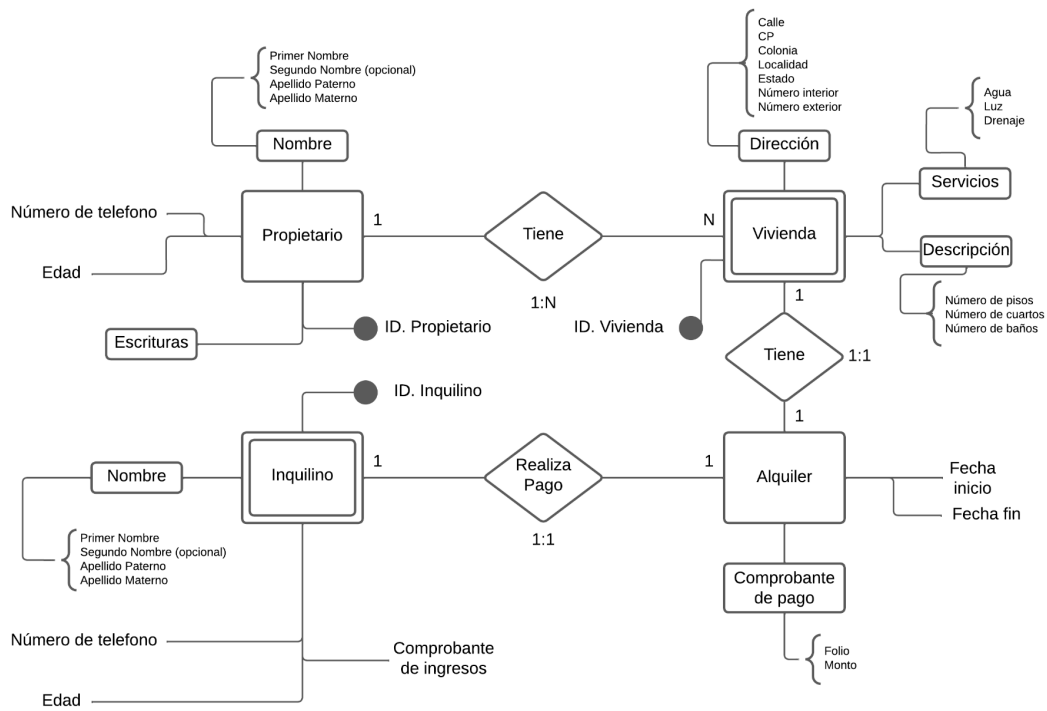 Calle
CP
Colonia
Localidad
Estado
Número interior
Número exterior
Primer Nombre
Segundo Nombre (opcional)
Apellido Paterno
Apellido Materno
Agua
Luz
Drenaje
Nombre
Dirección
Servicios
Número de telefono
Propietario
1
Tiene
N
Vivienda
Descripción
Edad
1:N
1
Número de pisos
Número de cuartos
Número de baños
Escrituras
ID. Propietario
ID. Vivienda
Tiene
1:1
ID. Inquilino
1
Nombre
Inquilino
1
Realiza
Pago
1
Alquiler
Fecha
inicio
Fecha fin
1:1
Primer Nombre
Segundo Nombre (opcional)
Apellido Paterno
Apellido Materno
Comprobante
de pago
Número de telefono
Comprobante
de ingresos
Folio
Monto
Edad